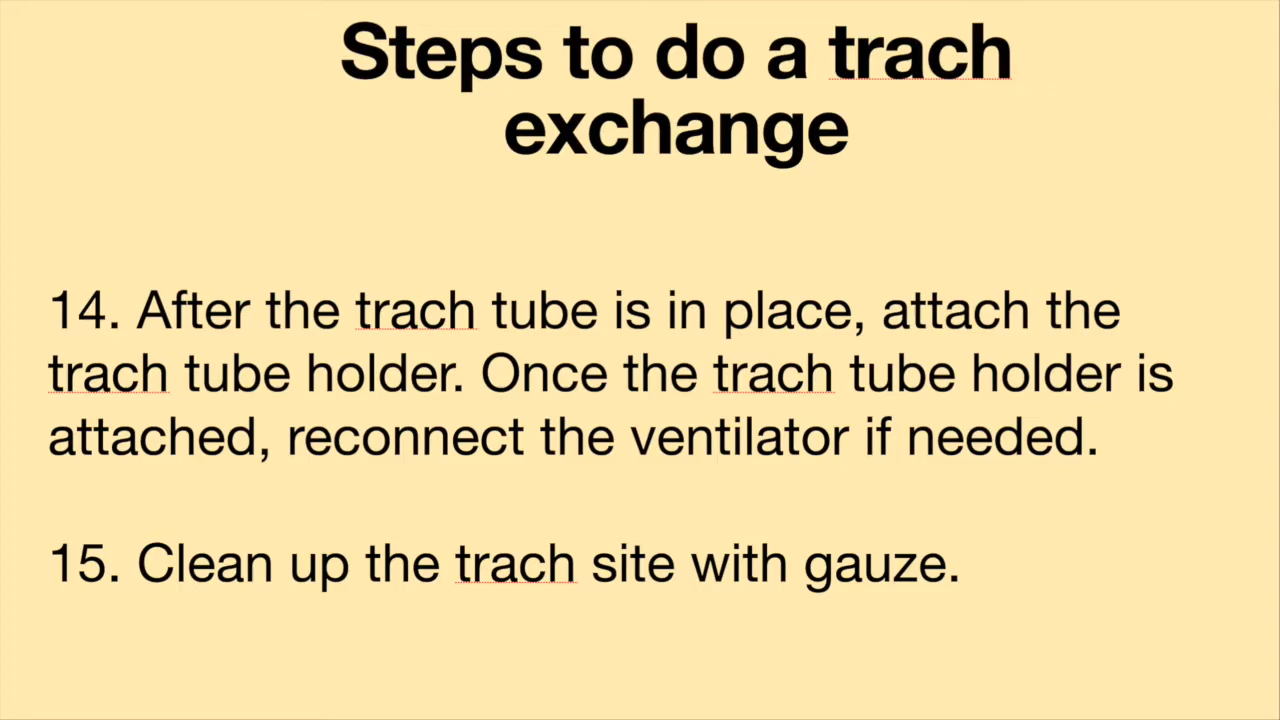 Steps to do a trach
exchange
14. After the trach tube is in place, attach the
trach tube holder. Once the trach tube holder is
attached, reconnect the ventilator if needed.
15. Clean up the trach site with gauze.